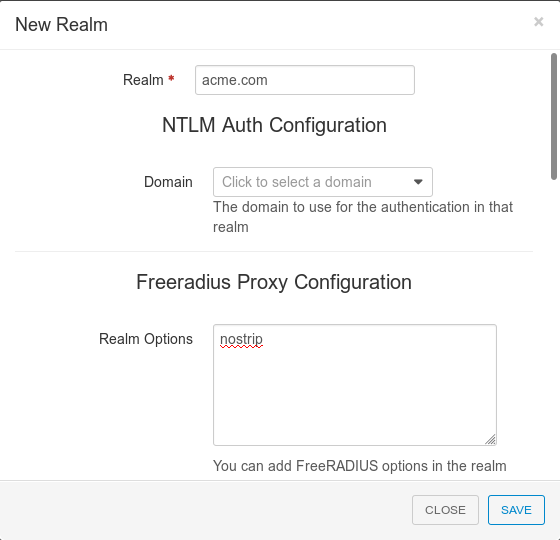 New Realm ×
Realm * acme.com
NTLM Auth Configuration
Domain Click to select a domain
The domain to use for the authentication in that
realm
Freeradius Proxy Configuration
Realm Options nostrip
You can add FreeRADIUS options in the realm
CLOSE SAVE